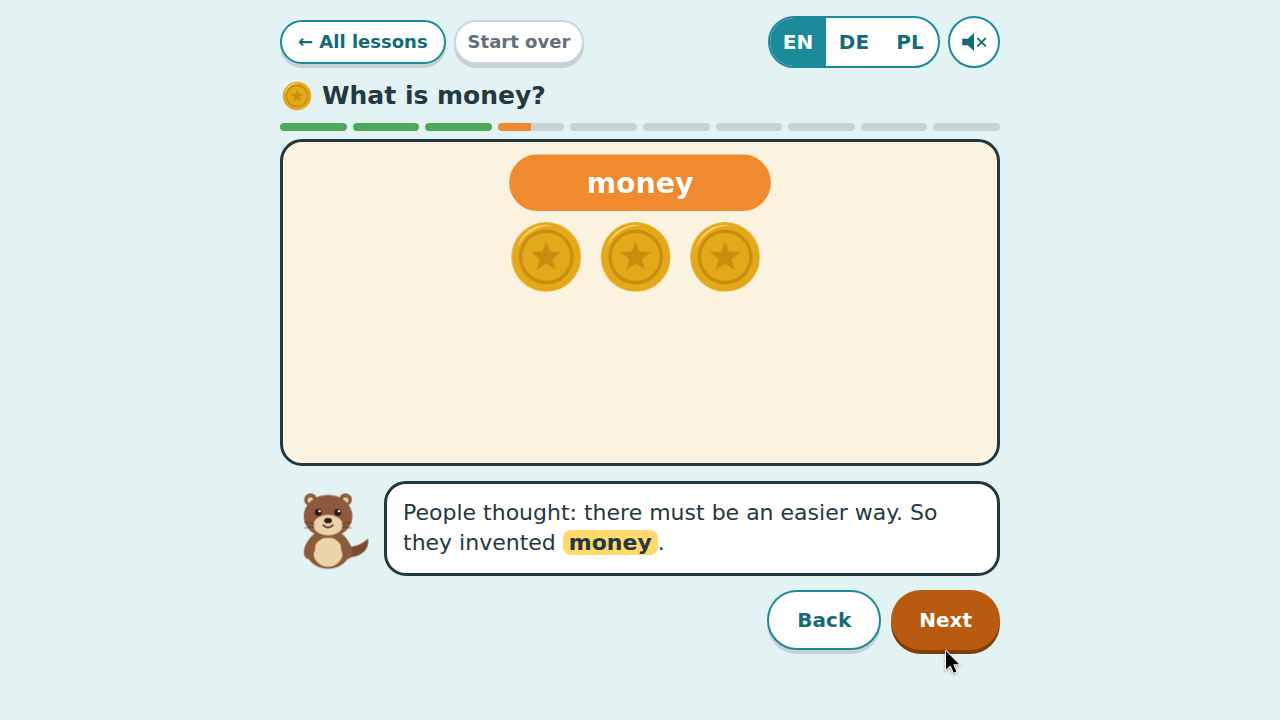 ← All lessons
Start over
EN DE PL
What is money?
money
People thought: there must be an easier way. So
they invented money.
Back
Next